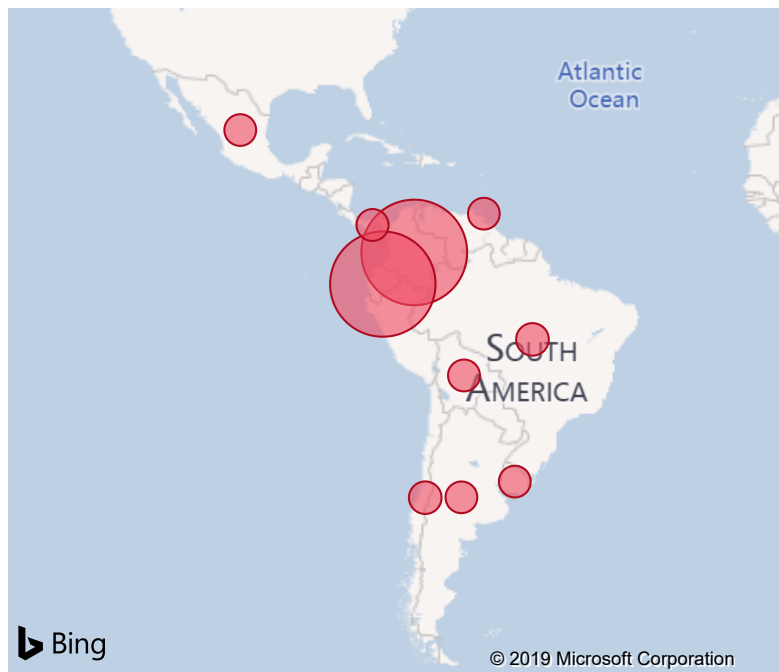 Atlantic
Ocean
SOUTH
AMERICA
Bing
© 2019 Microsoft Corporation